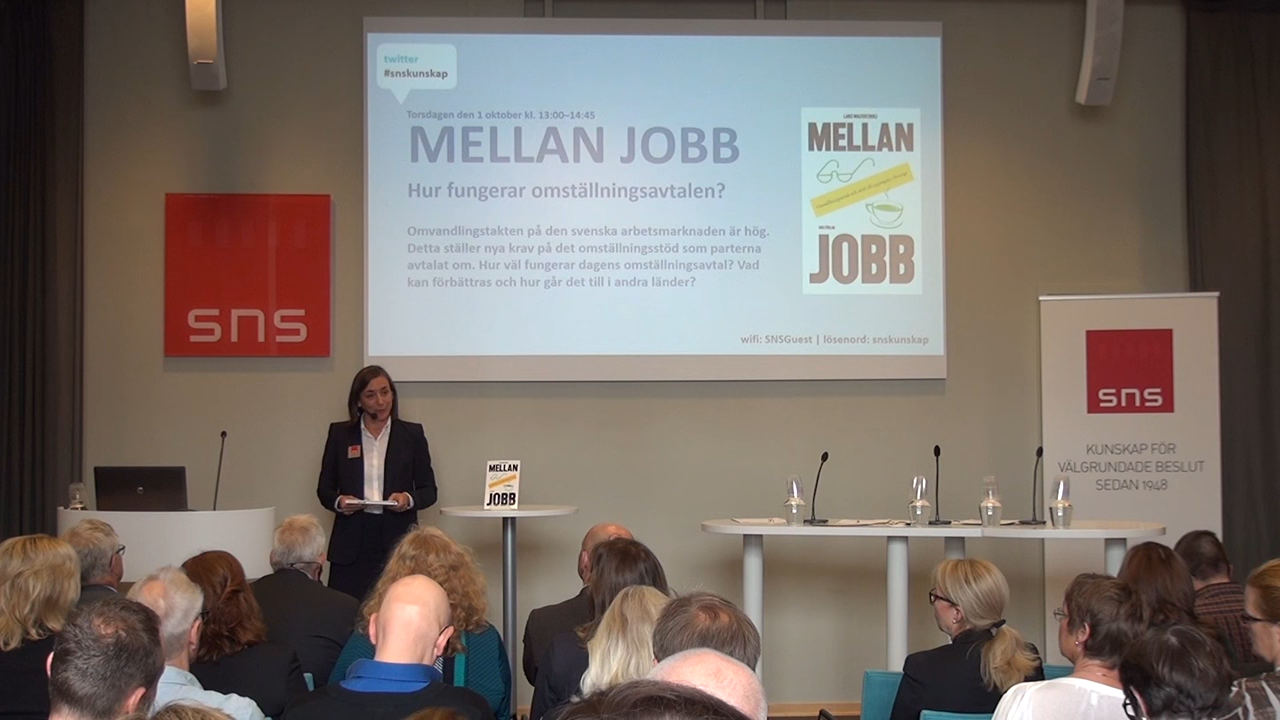 twitter
#snskunskap
Torsdagen den 1 oktober kl. 13:00–14:45
MELLAN JOBB
Hur fungerar omställningsavtalen?
Omvandlingstakten på den svenska arbetsmarknaden är hög.
Detta ställer nya krav på det omställningsstöd som parterna
avtalat om. Hur väl fungerar dagens omställningsavtal? Vad
kan förbättras och hur går det till i andra länder?
wifi: SNSGuest | lösenord: snskunskap
MELLAN
JOBB
sns
sns
KUNSKAP FÖR
VÄLGRUNDADE BESLUT
SEDAN 1948
MELLAN
JOBB